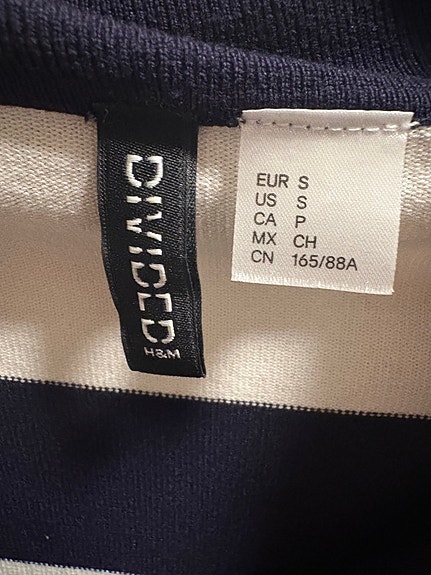 DIVIDED
H&M
EUR S
US S
CA P
MX CH
CN 165/88A